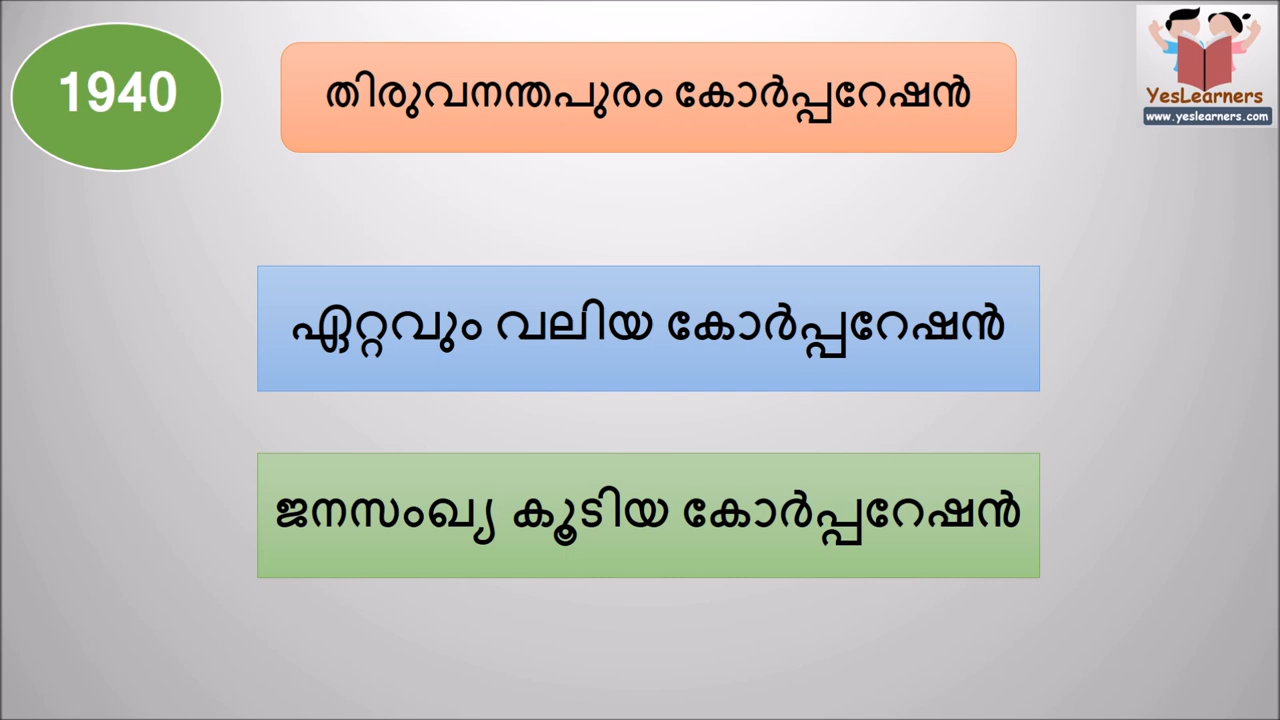 1940
തിരുവനന്തപുരം കോർപ്പറേഷൻ
YesLearners
www.yeslearners.com
ഏറ്റവും വലിയ കോർപ്പറേഷൻ
ജനസംഖ്യ കൂടിയ കോർപ്പറേഷൻ